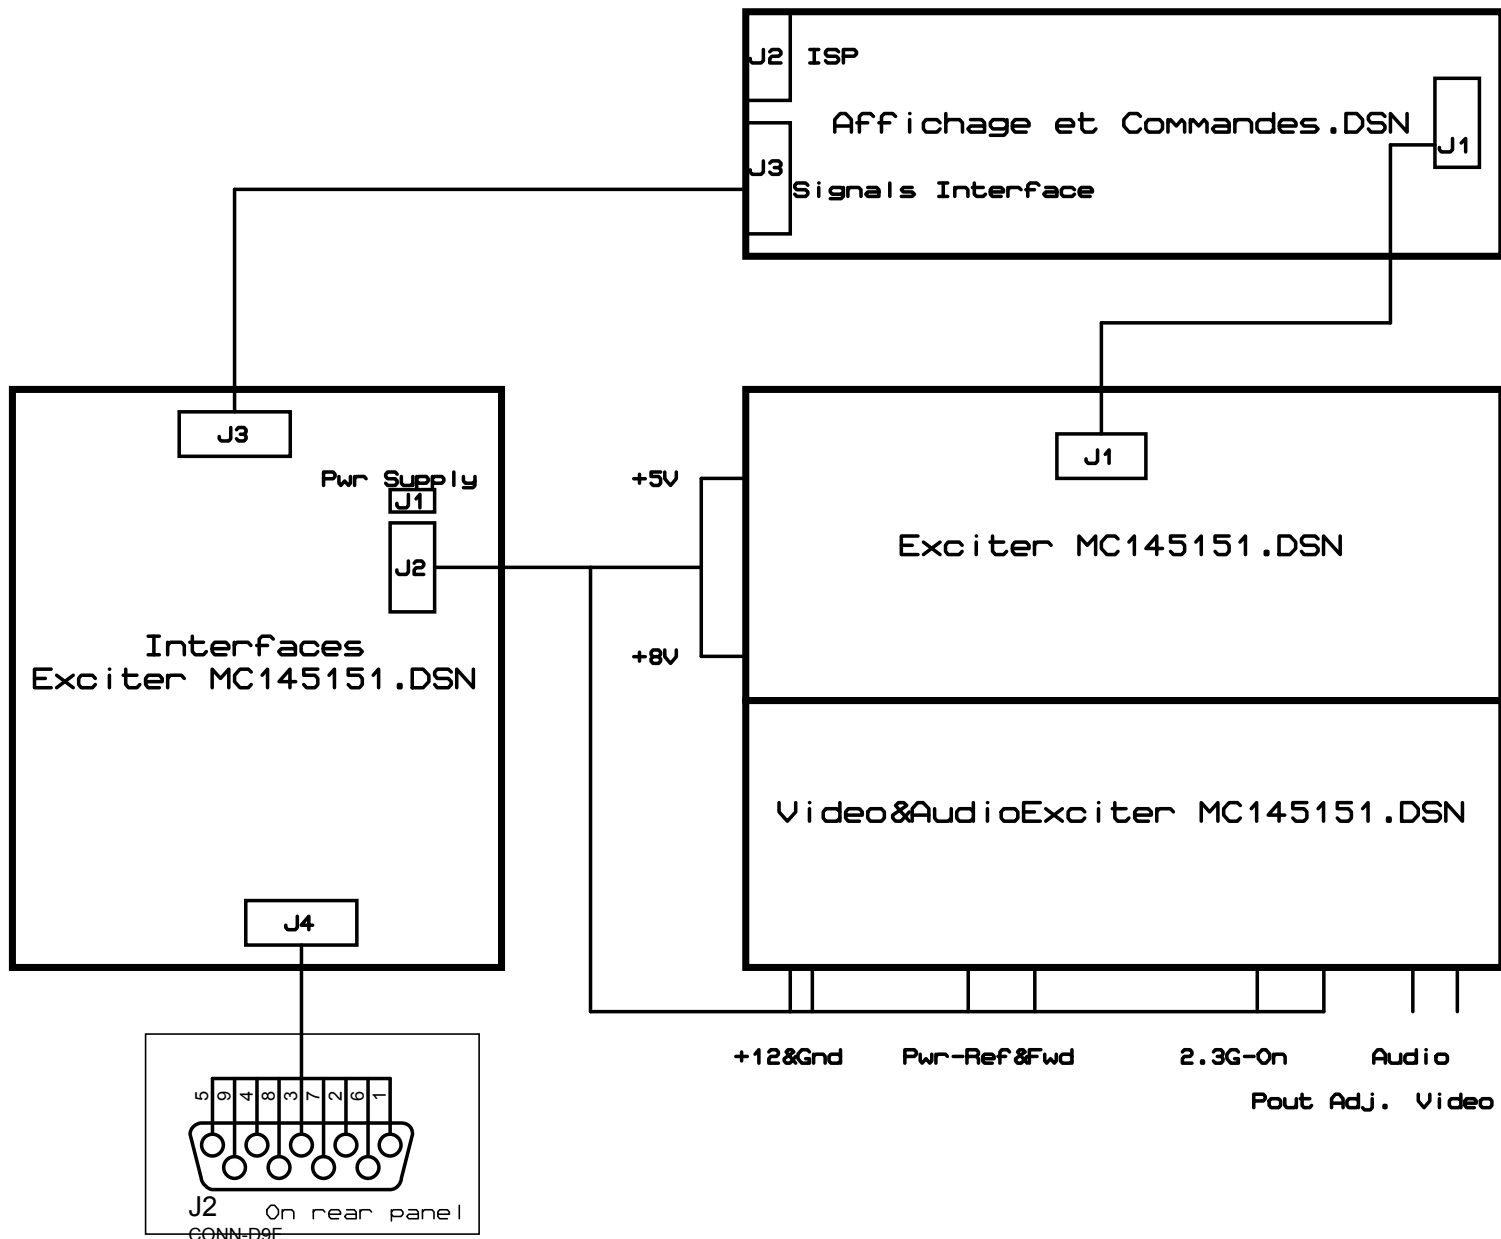 J2 ISP
Affichage et Commandes.DSN
J1
J3
Signals Interface
J3
Pwr Supply
J1
J2
+5V
J1
Exciter MC145151.DSN
Interfaces
Exciter MC145151.DSN
+8V
Video&AudioExciter MC145151.DSN
J4
+12&Gnd Pwr-Ref&Fwd 2.3G-On Audio
Pout Adj. Video
5 9 4 8 3 7 2 6 1
J2 On rear panel
CONN-D9F